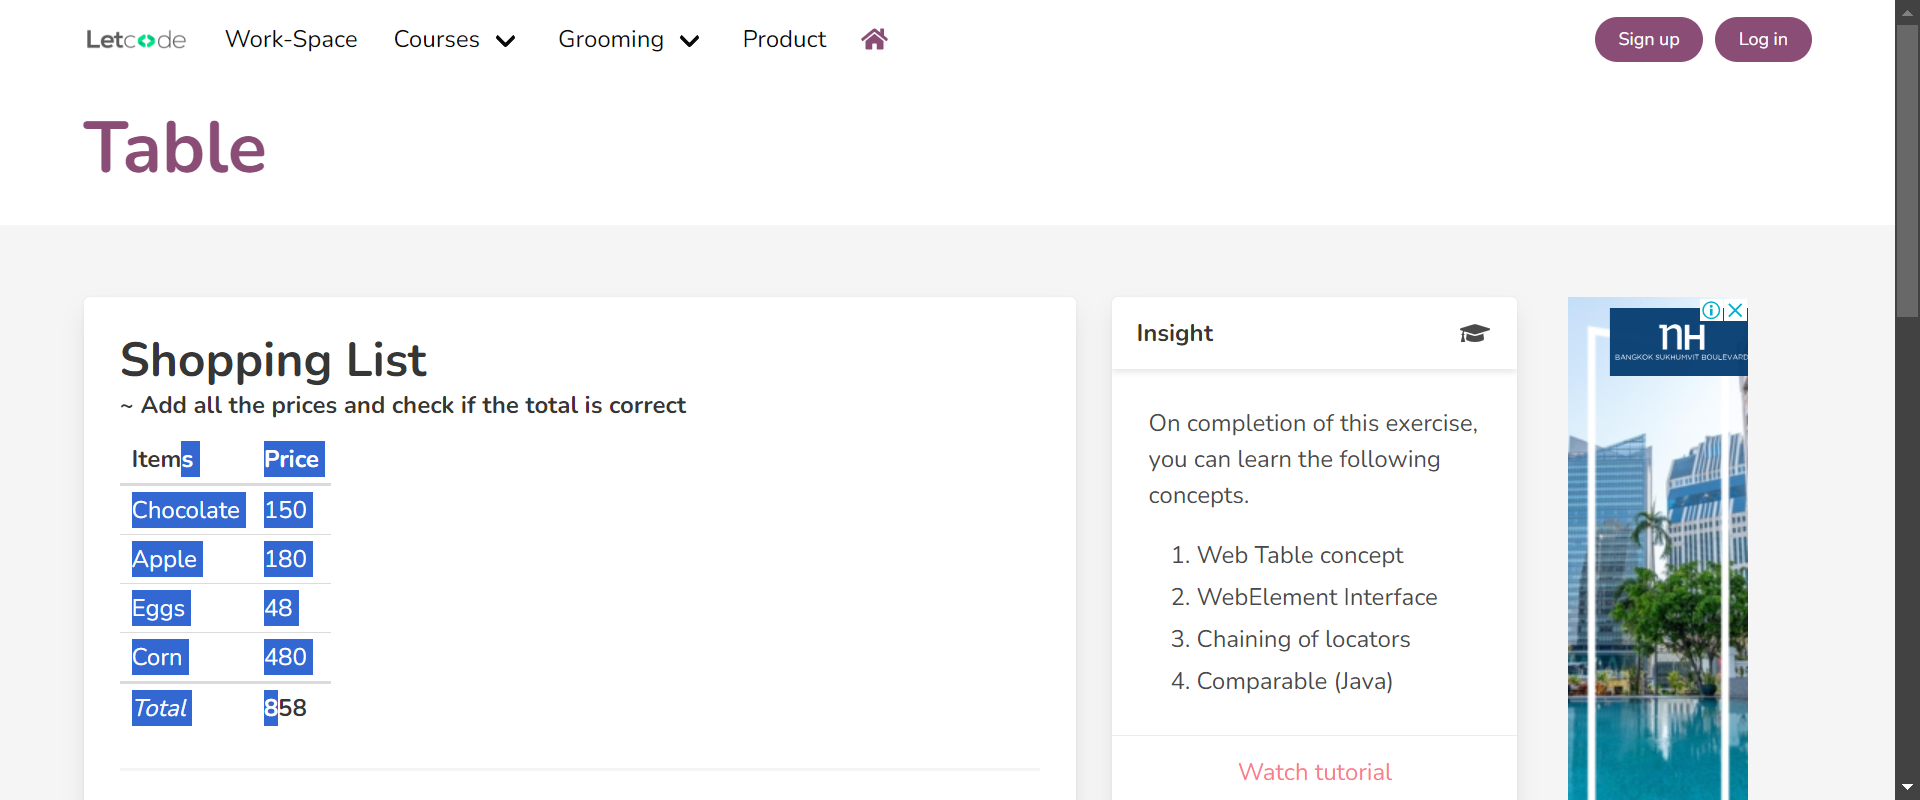 Letcode Work-Space Courses Grooming Product Sign up Log in
Table
Shopping List
~ Add all the prices and check if the total is correct
Items Price
Chocolate 150
Apple 180
Eggs 48
Corn 480
Total 858
Insight
On completion of this exercise,
you can learn the following
concepts.
1. Web Table concept
2. WebElement Interface
3. Chaining of locators
4. Comparable (Java)
Watch tutorial
nH
BANGKOK SUKHUMVIT BOULEVARD